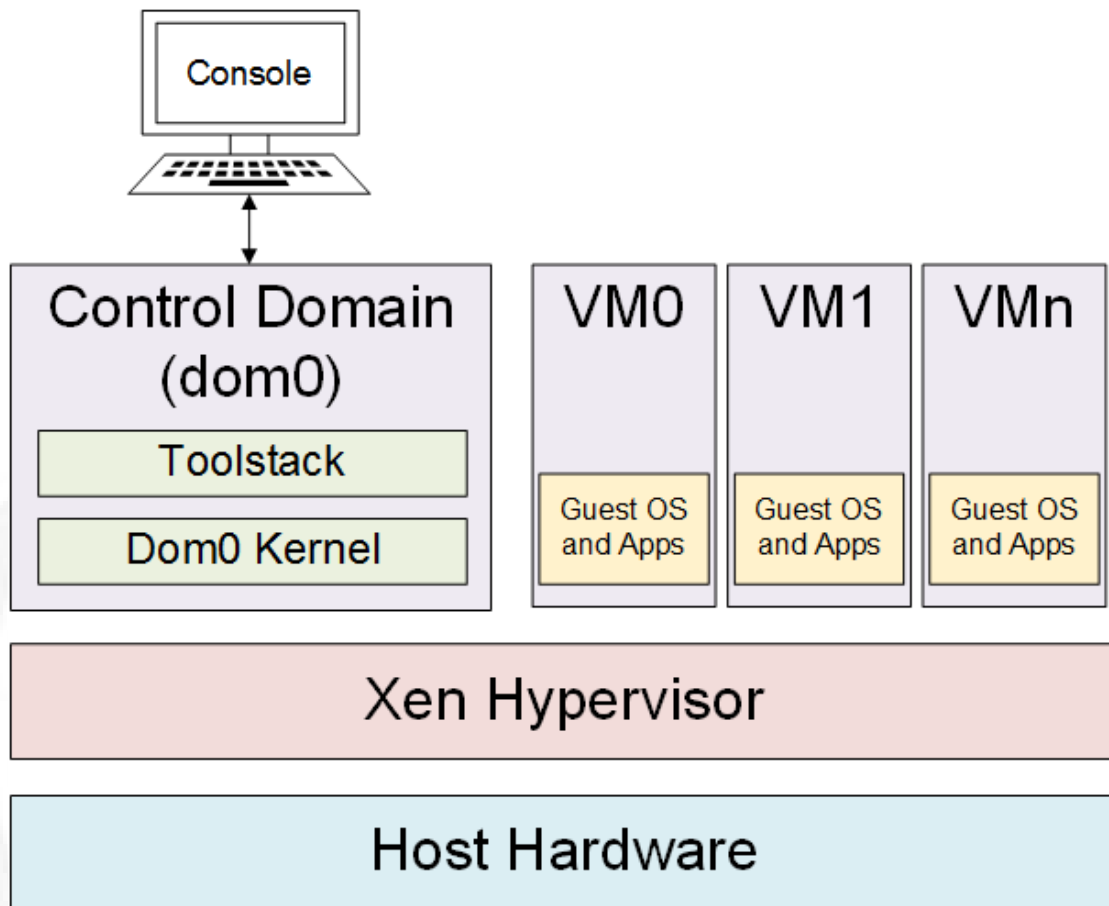 Console
Control Domain
(dom0)
Toolstack
Dom0 Kernel
VM0
Guest OS
and Apps
VM1
Guest OS
and Apps
VMn
Guest OS
and Apps
Xen Hypervisor
Host Hardware